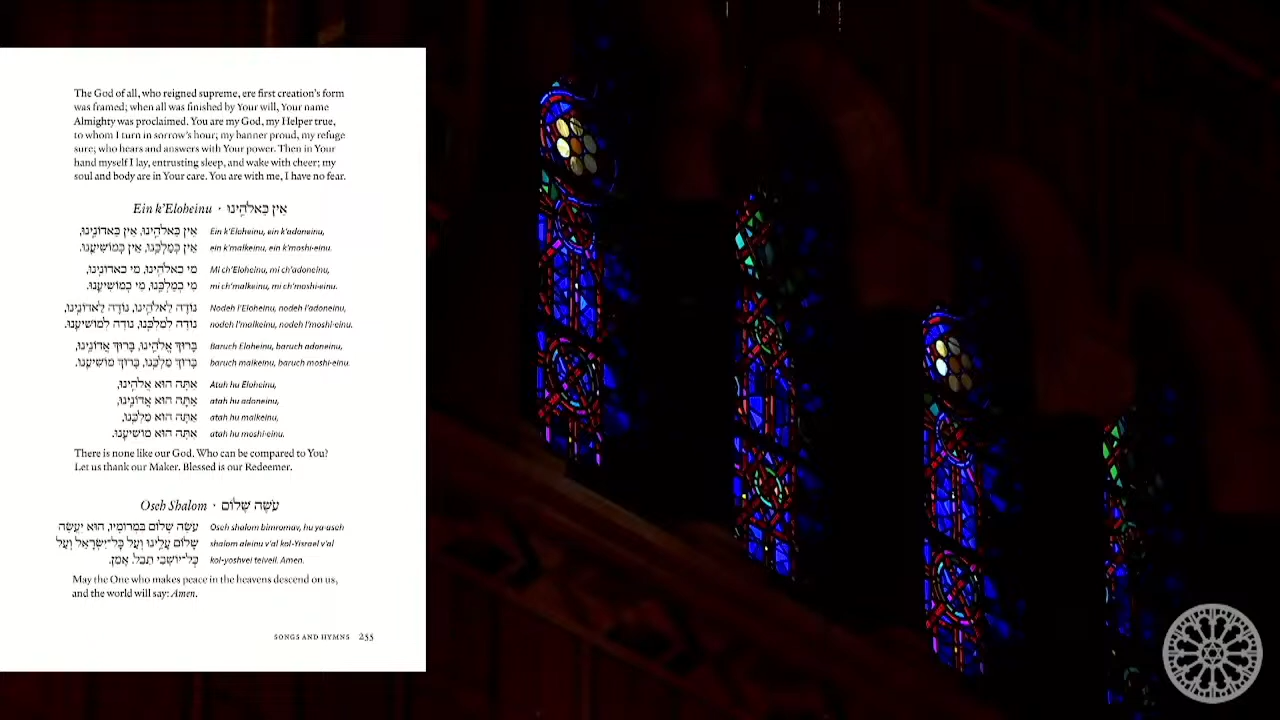 The God of all, who reigned supreme, ere first creation's form
was framed; when all was finished by Your will, Your name
Almighty was proclaimed. You are my God, my Helper true,
to whom I turn in sorrow's hour; my banner proud, my refuge
sure; who hears and answers with Your power. Then in Your
hand myself I lay, entrusting sleep, and wake with cheer; my
soul and body are in Your care. You are with me, I have no fear.
Ein k'Eloheinu · אֵין כֵּאלֹהֵֽינוּ
אֵין כֵּאלֹהֵֽינוּ, אֵין כַּאדוֹנֵֽינוּ, Ein k'Eloheinu, ein k'adoneinu,
אֵין כְּמַלְכֵּֽנוּ, אֵין כְּמוֹשִׁיעֵֽנוּ. ein k'malkeinu, ein k'moshi·einu.
מִי כֵאלֹהֵֽינוּ, מִי כַאדוֹנֵֽינוּ, Mi ch'Eloheinu, mi ch'adoneinu,
מִי כְמַלְכֵּֽנוּ, מִי כְמוֹשִׁיעֵֽנוּ. mi ch'malkeinu, mi ch'moshi·einu.
נוֹדֶה לֵאלֹהֵֽינוּ, נוֹדֶה לַאדוֹנֵֽינוּ, Nodeh l'Eloheinu, nodeh l'adoneinu,
נוֹדֶה לְמַלְכֵּֽנוּ, נוֹדֶה לְמוֹשִׁיעֵֽנוּ. nodeh l'malkeinu, nodeh l'moshi·einu.
בָּרוּךְ אֱלֹהֵֽינוּ, בָּרוּךְ אֲדוֹנֵֽינוּ, Baruch Eloheinu, baruch adoneinu,
בָּרוּךְ מַלְכֵּֽנוּ, בָּרוּךְ מוֹשִׁיעֵֽנוּ. baruch malkeinu, baruch moshi·einu.
אַתָּה הוּא אֱלֹהֵֽינוּ, Atah hu Eloheinu,
אַתָּה הוּא אֲדוֹנֵֽינוּ, atah hu adoneinu,
אַתָּה הוּא מַלְכֵּֽנוּ, atah hu malkeinu,
אַתָּה הוּא מוֹשִׁיעֵֽנוּ. atah hu moshi·einu.
There is none like our God. Who can be compared to You?
Let us thank our Maker. Blessed is our Redeemer.
Oseh Shalom · עֹשֶׂה שָׁלוֹם
עֹשֶׂה שָׁלוֹם בִּמְרוֹמָיו, הוּא יַעֲשֶׂה Oseh shalom bimromav, hu ya·aseh
שָׁלוֹם עָלֵֽינוּ וְעַל כׇּל־יִשְׂרָאֵל וְעַל shalom aleinu v'al kol-Yisrael v'al
כׇּל־יוֹשְׁבֵי תֵבֵל. אָמֵן. kol-yoshvei teiveil. Amen.
May the One who makes peace in the heavens descend on us,
and the world will say: Amen.
SONGS AND HYMNS 255